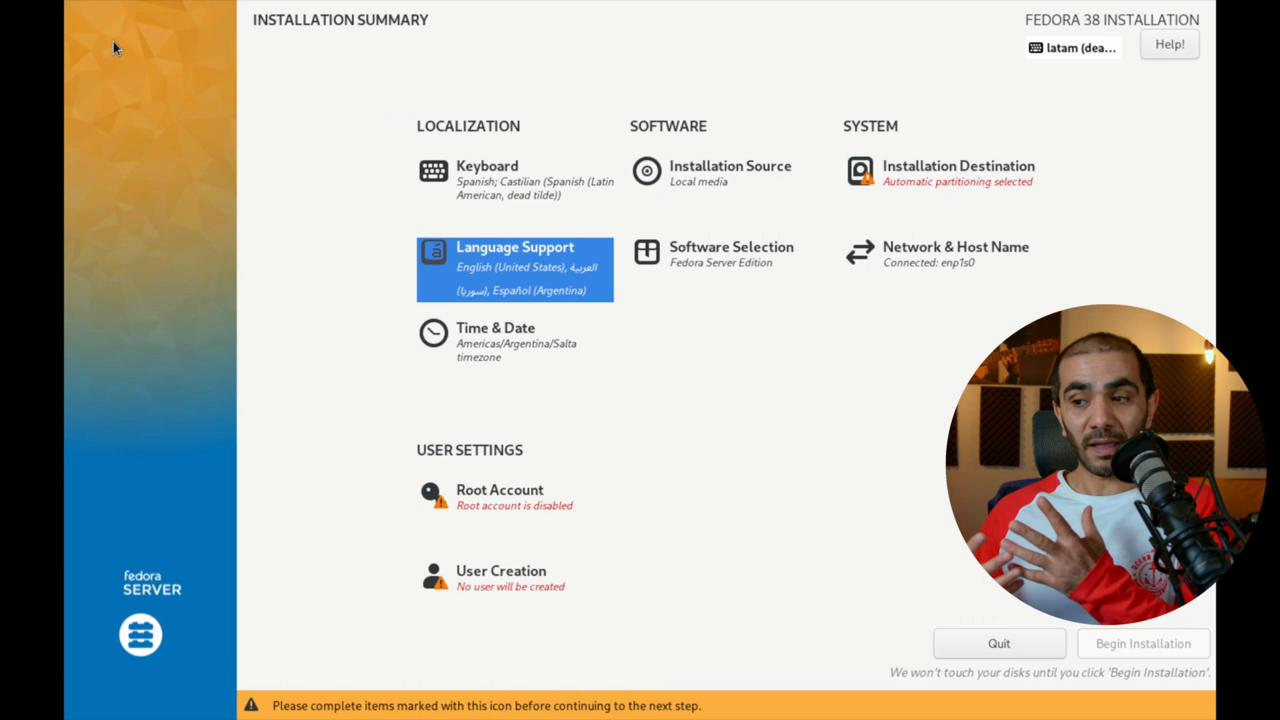 INSTALLATION SUMMARY
FEDORA 38 INSTALLATION
latam (dea...
Help!
LOCALIZATION
Keyboard
Spanish; Castilian (Spanish (Latin
American, dead tilde))
Language Support
English (United States), العربية
(سوريا), Español (Argentina)
Time & Date
Americas/Argentina/Salta
timezone
SOFTWARE
Installation Source
Local media
Software Selection
Fedora Server Edition
SYSTEM
Installation Destination
Automatic partitioning selected
Network & Host Name
Connected: enp1s0
USER SETTINGS
Root Account
Root account is disabled
User Creation
No user will be created
fedora
SERVER
Quit
Begin Installation
We won't touch your disks until you click 'Begin Installation'.
Please complete items marked with this icon before continuing to the next step.